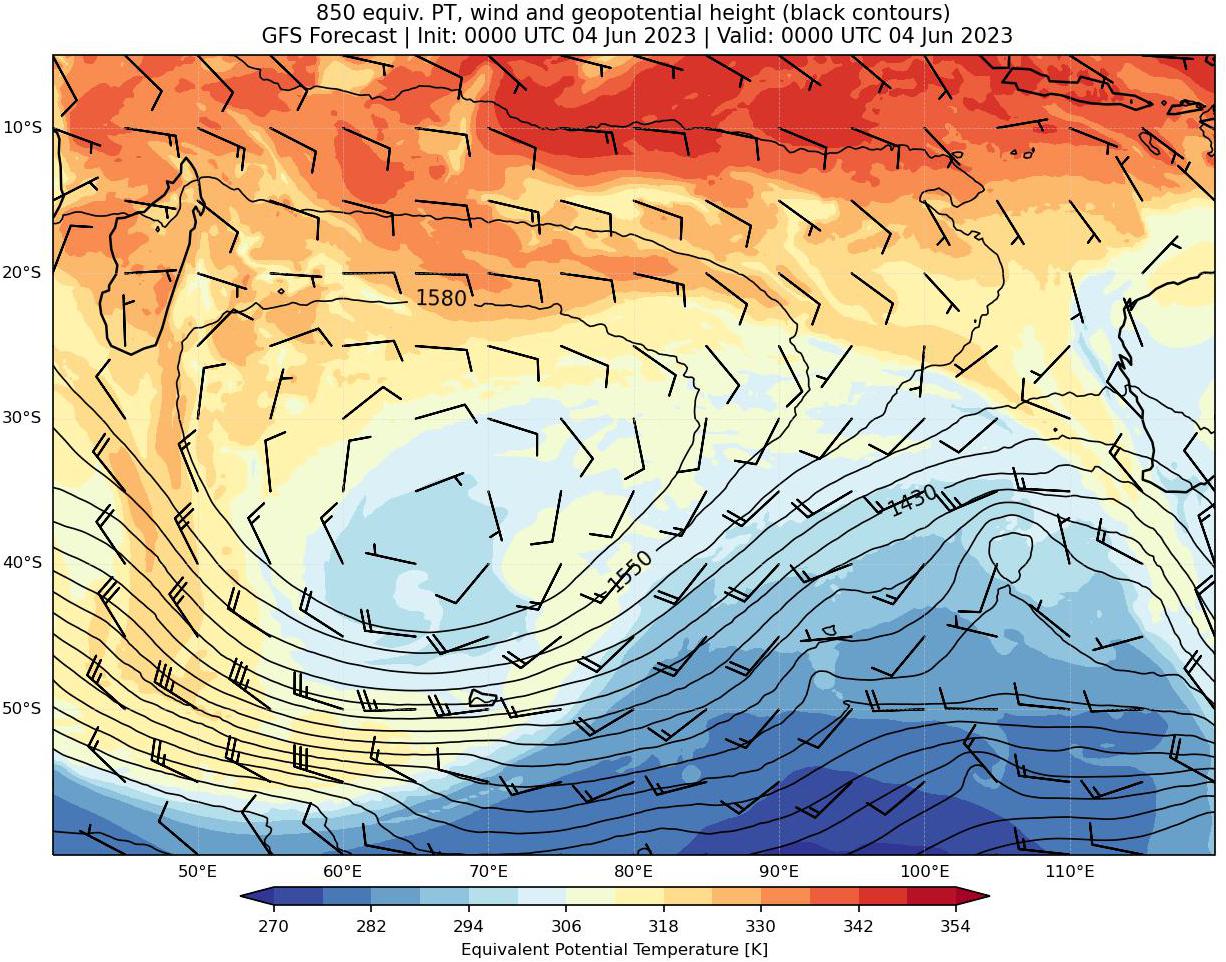 850 equiv. PT, wind and geopotential height (black contours)
GFS Forecast | Init: 0000 UTC 04 Jun 2023 | Valid: 0000 UTC 04 Jun 2023
10°S
20°S
1580
30°S
1430
40°S
1550
50°S
50°E 60°E 70°E 80°E 90°E 100°E 110°E
270 282 294 306 318 330 342 354
Equivalent Potential Temperature [K]